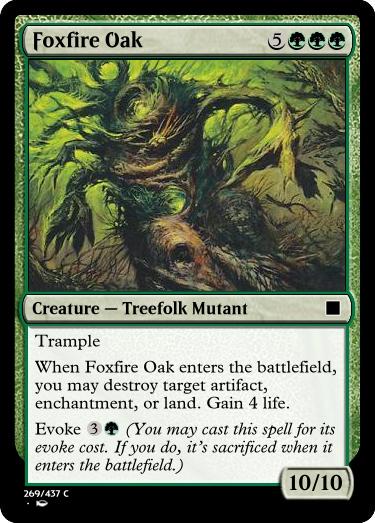 Foxfire Oak 5
Creature — Treefolk Mutant
Trample
When Foxfire Oak enters the battlefield,
you may destroy target artifact,
enchantment, or land. Gain 4 life.
Evoke 3 (You may cast this spell for its
evoke cost. If you do, it's sacrificed when it
enters the battlefield.)
10/10
269/437 C